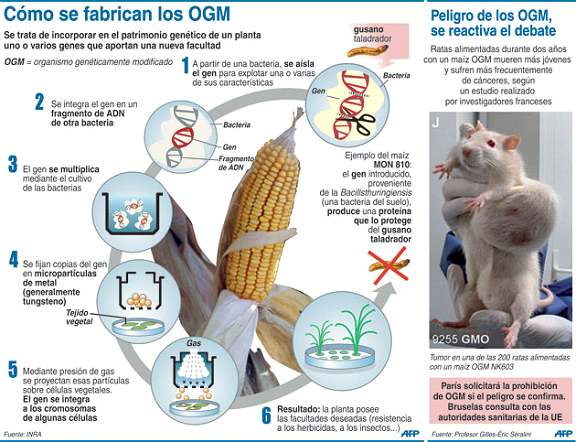 Cómo se fabrican los OGM
Se trata de incorporar en el patrimonio genético de un planta
uno o varios genes que aportan una nueva facultad
OGM = organismo genéticamente modificado
1 A partir de una bacteria, se aísla
el gen para explotar una o varias
de sus características
gusano
taladrador
Bacteria
Gen
2 Se integra el gen en un
fragmento de ADN
de otra bacteria
Bacteria
Gen
Fragmento
de ADN
3 El gen se multiplica
mediante el cultivo
de las bacterias
Ejemplo del maíz
MON 810:
el gen introducido,
proveniente
de la Bacillsthuringiensis
(una bacteria del suelo),
produce una proteína
que lo protege
del gusano
taladrador
4 Se fijan copias del gen
en micropartículas
de metal
(generalmente
tungsteno)
Tejido
vegetal
5 Mediante presión de gas
se proyectan esas partículas
sobre células vegetales.
El gen se integra
a los cromosomas
de algunas células
Gas
6 Resultado: la planta posee
las facultades deseadas (resistencia
a los herbicidas, a los insectos...)
Fuente: INRA
AFP
Peligro de los OGM,
se reactiva el debate
Ratas alimentadas durante dos años
con un maíz OGM mueren más jóvenes
y sufren más frecuentemente
de cánceres, según
un estudio realizado
por investigadores franceses
J
9255 GMO
Tumor en una de las 200 ratas alimentadas
con un maíz OGM NK603
París solicitará la prohibición
de OGM si el peligro se confirma.
Bruselas consulta con las
autoridades sanitarias de la UE
Fuente: Profesor Gilles-Éric Séralini
AFP